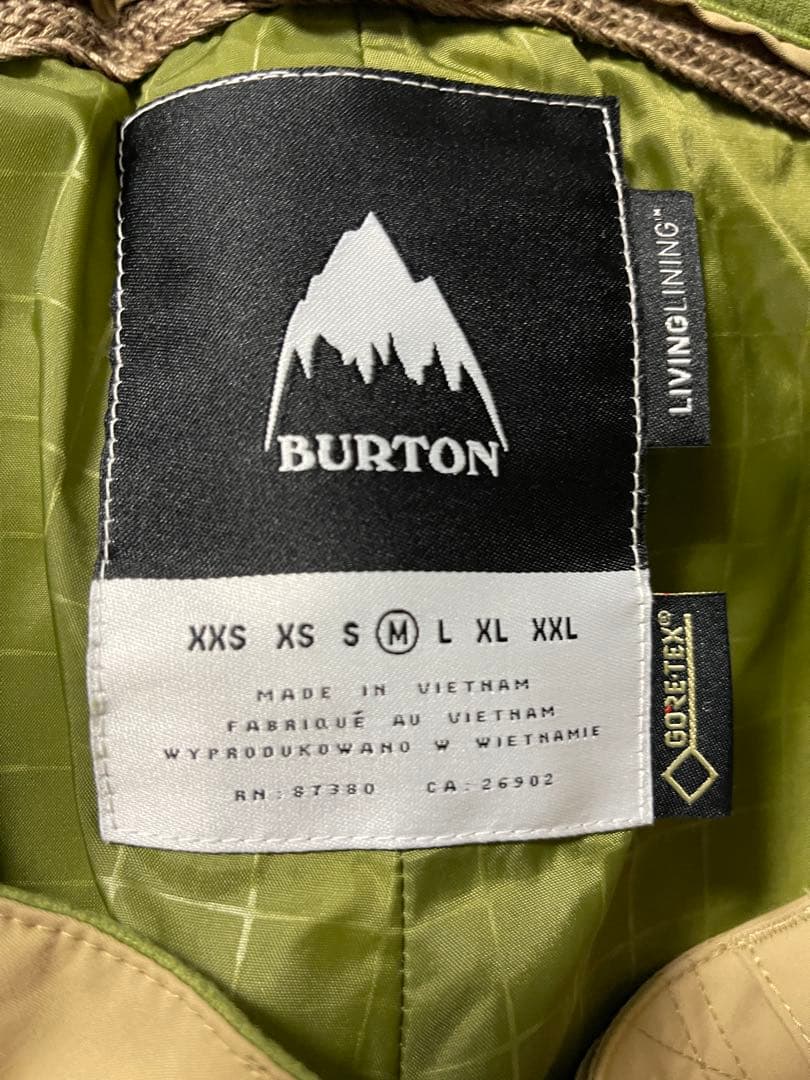 BURTON
LIVINGLINING™
XXS XS S M L XL XXL
MADE IN VIETNAM
FABRIQUÉ AU VIETNAM
WYPRODUKOWANO W WIETNAMIE
RN: 87380 CA: 26902
GORE-TEX®